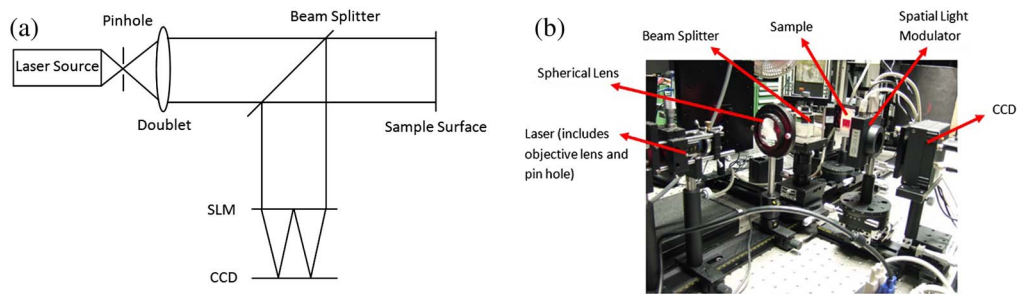 (a)
Pinhole
Beam Splitter
Laser Source
Doublet
Sample Surface
SLM
CCD
(b)
Beam Splitter
Sample
Spatial Light
Modulator
Spherical Lens
CCD
Laser (includes
objective lens and
pin hole)